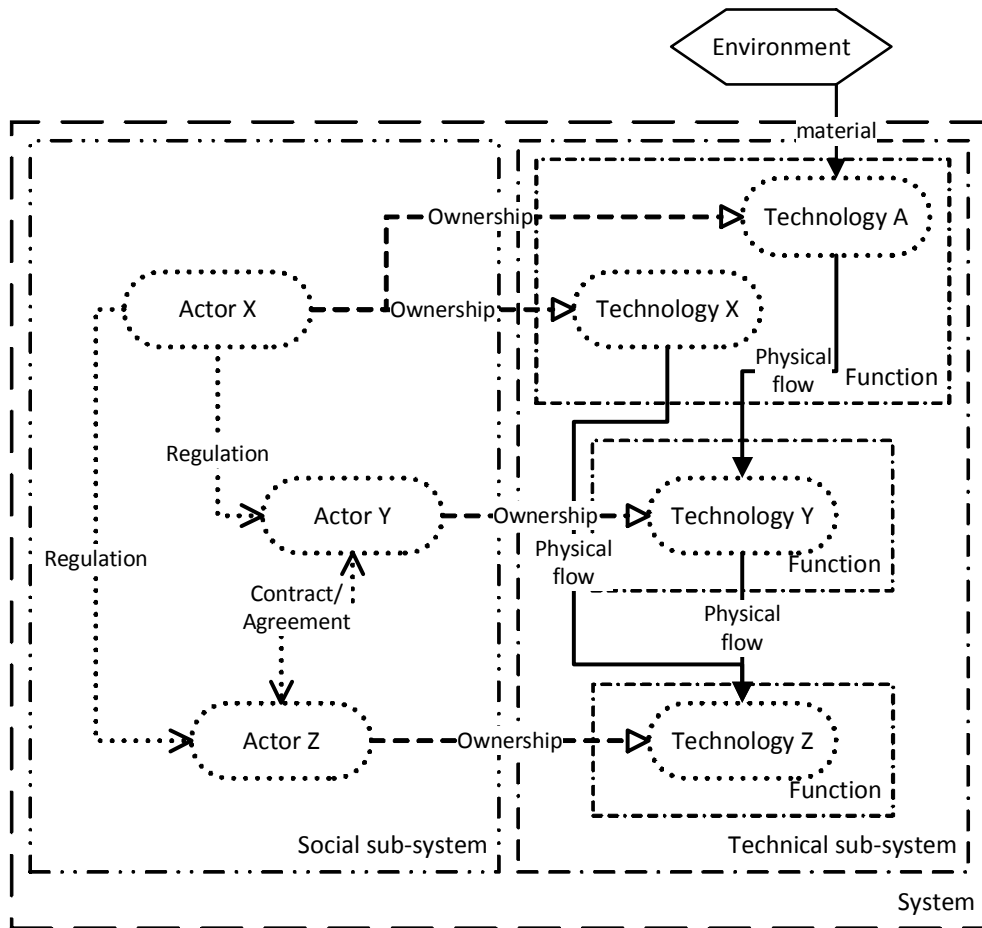 Environment
material
Ownership
Technology A
Actor X
Ownership
Technology X
Physical
flow
Function
Regulation
Actor Y
Ownership
Technology Y
Regulation
Physical
flow
Function
Contract/
Agreement
Physical
flow
Actor Z
Ownership
Technology Z
Function
Social sub-system
Technical sub-system
System